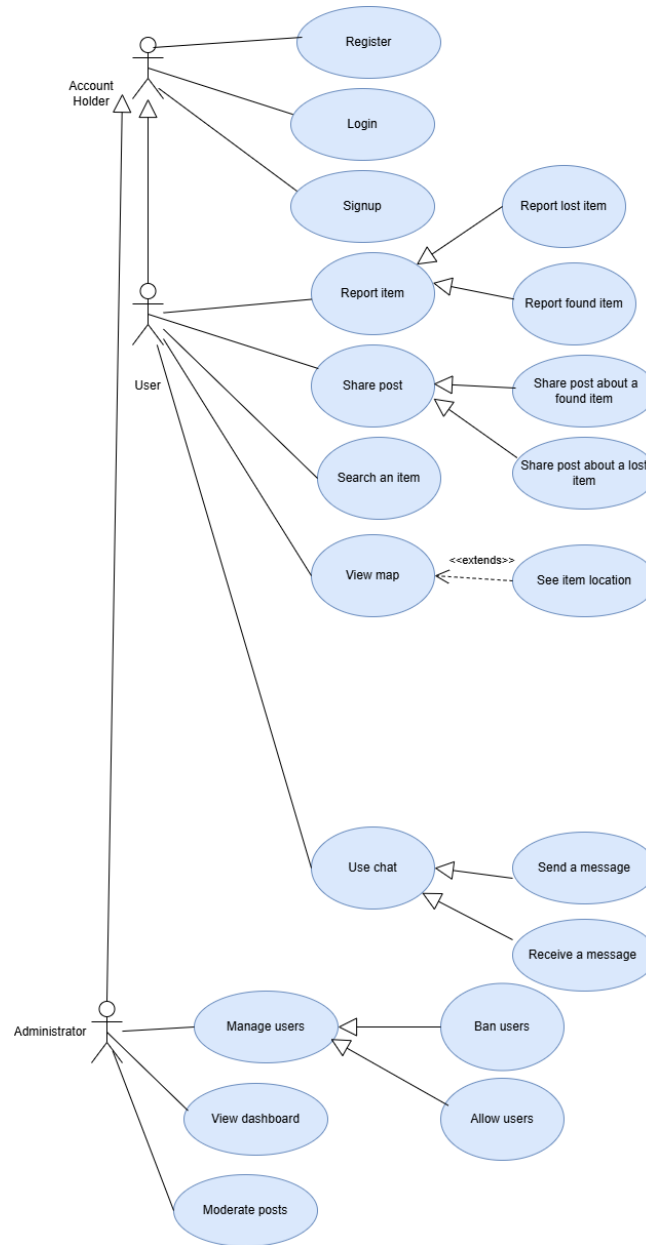 Register
Account
Holder
Login
Signup
Report lost item
Report item
Report found item
User
Share post
Share post about a
found item
Search an item
Share post about a lost
item
<<extends>>
View map
See item location
Use chat
Send a message
Receive a message
Administrator
Manage users
Ban users
View dashboard
Allow users
Moderate posts